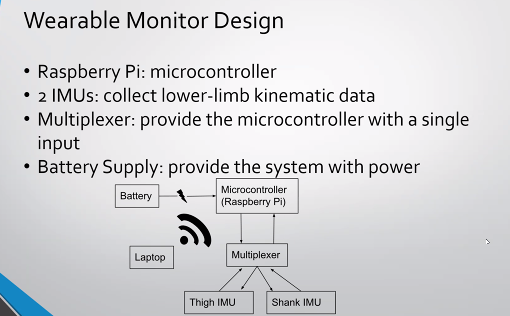 Wearable Monitor Design
• Raspberry Pi: microcontroller
• 2 IMUs: collect lower-limb kinematic data
• Multiplexer: provide the microcontroller with a single
input
• Battery Supply: provide the system with power
Battery
Microcontroller
(Raspberry Pi)
Laptop
Multiplexer
Thigh IMU
Shank IMU